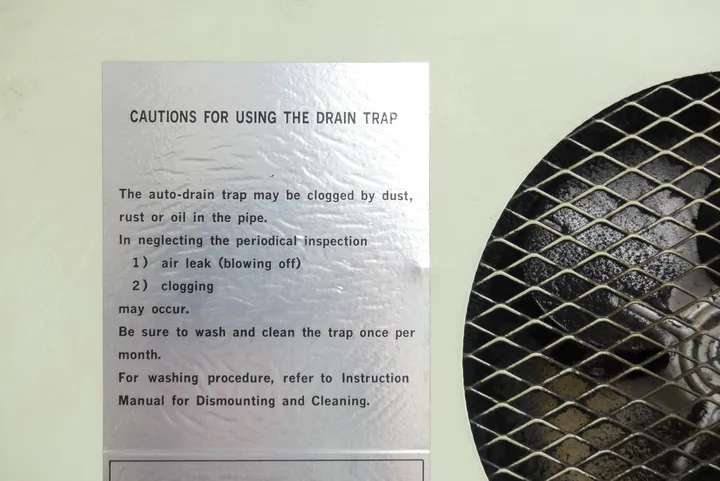 CAUTIONS FOR USING THE DRAIN TRAP
The auto-drain trap may be clogged by dust,
rust or oil in the pipe.
In neglecting the periodical inspection
1) air leak (blowing off)
2) clogging
may occur.
Be sure to wash and clean the trap once per
month.
For washing procedure, refer to Instruction
Manual for Dismounting and Cleaning.